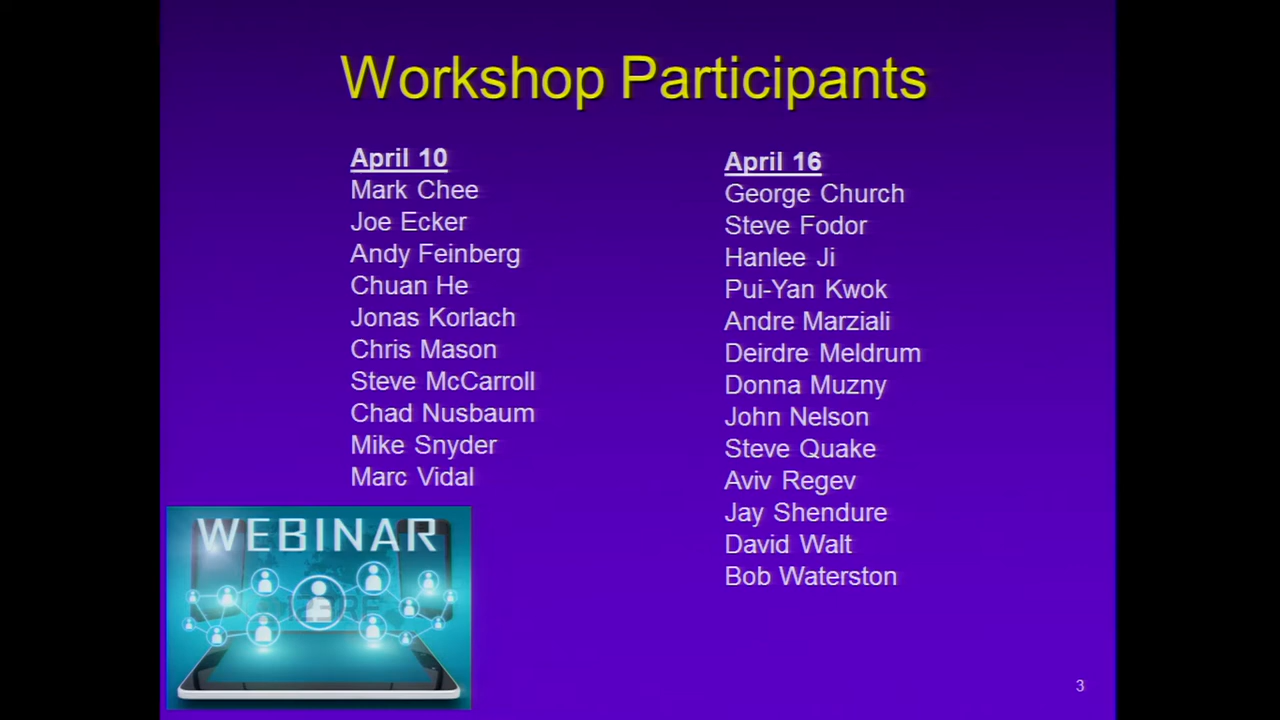 Workshop Participants
April 10
Mark Chee
Joe Ecker
Andy Feinberg
Chuan He
Jonas Korlach
Chris Mason
Steve McCarroll
Chad Nusbaum
Mike Snyder
Marc Vidal
April 16
George Church
Steve Fodor
Hanlee Ji
Pui-Yan Kwok
Andre Marziali
Deirdre Meldrum
Donna Muzny
John Nelson
Steve Quake
Aviv Regev
Jay Shendure
David Walt
Bob Waterston
WEBINAR
123RF
3